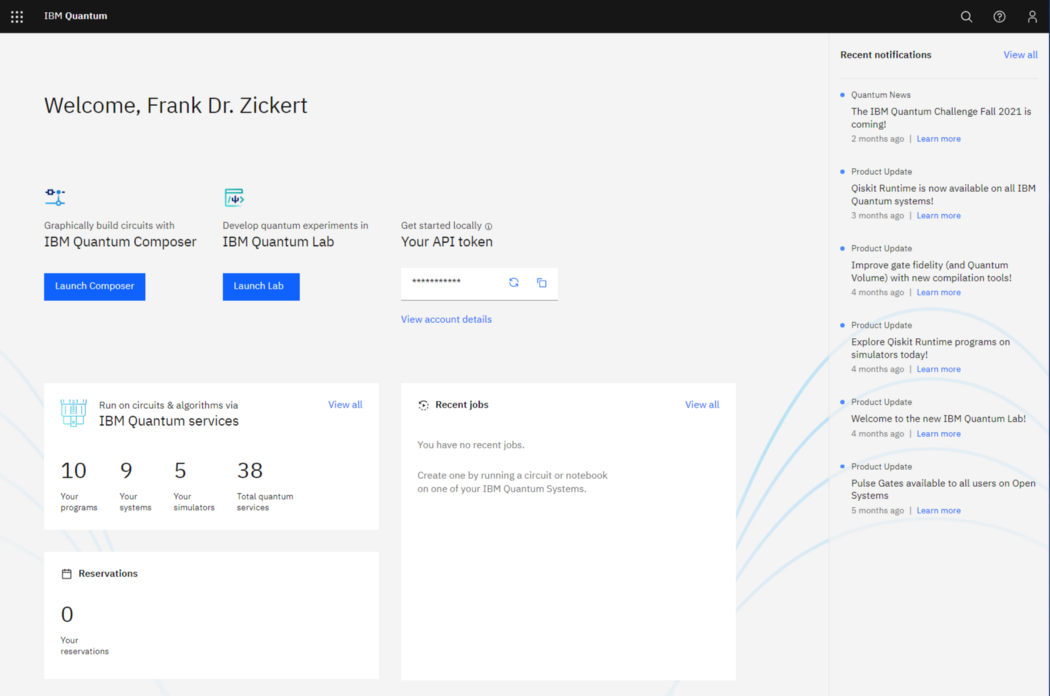 IBM Quantum
Welcome, Frank Dr. Zickert
Graphically build circuits with
IBM Quantum Composer
Launch Composer
Develop quantum experiments in
IBM Quantum Lab
Launch Lab
Get started locally
Your API token
***********
View account details
Run on circuits & algorithms via
IBM Quantum services
View all
10
Your
programs
9
Your
systems
5
Your
simulators
38
Total quantum
services
Reservations
0
Your
reservations
Recent jobs
View all
You have no recent jobs.
Create one by running a circuit or notebook
on one of your IBM Quantum Systems.
Recent notifications
View all
Quantum News
The IBM Quantum Challenge Fall 2021 is
coming!
2 months ago | Learn more
Product Update
Qiskit Runtime is now available on all IBM
Quantum systems!
3 months ago | Learn more
Product Update
Improve gate fidelity (and Quantum
Volume) with new compilation tools!
4 months ago | Learn more
Product Update
Explore Qiskit Runtime programs on
simulators today!
4 months ago | Learn more
Product Update
Welcome to the new IBM Quantum Lab!
4 months ago | Learn more
Product Update
Pulse Gates available to all users on Open
Systems
5 months ago | Learn more